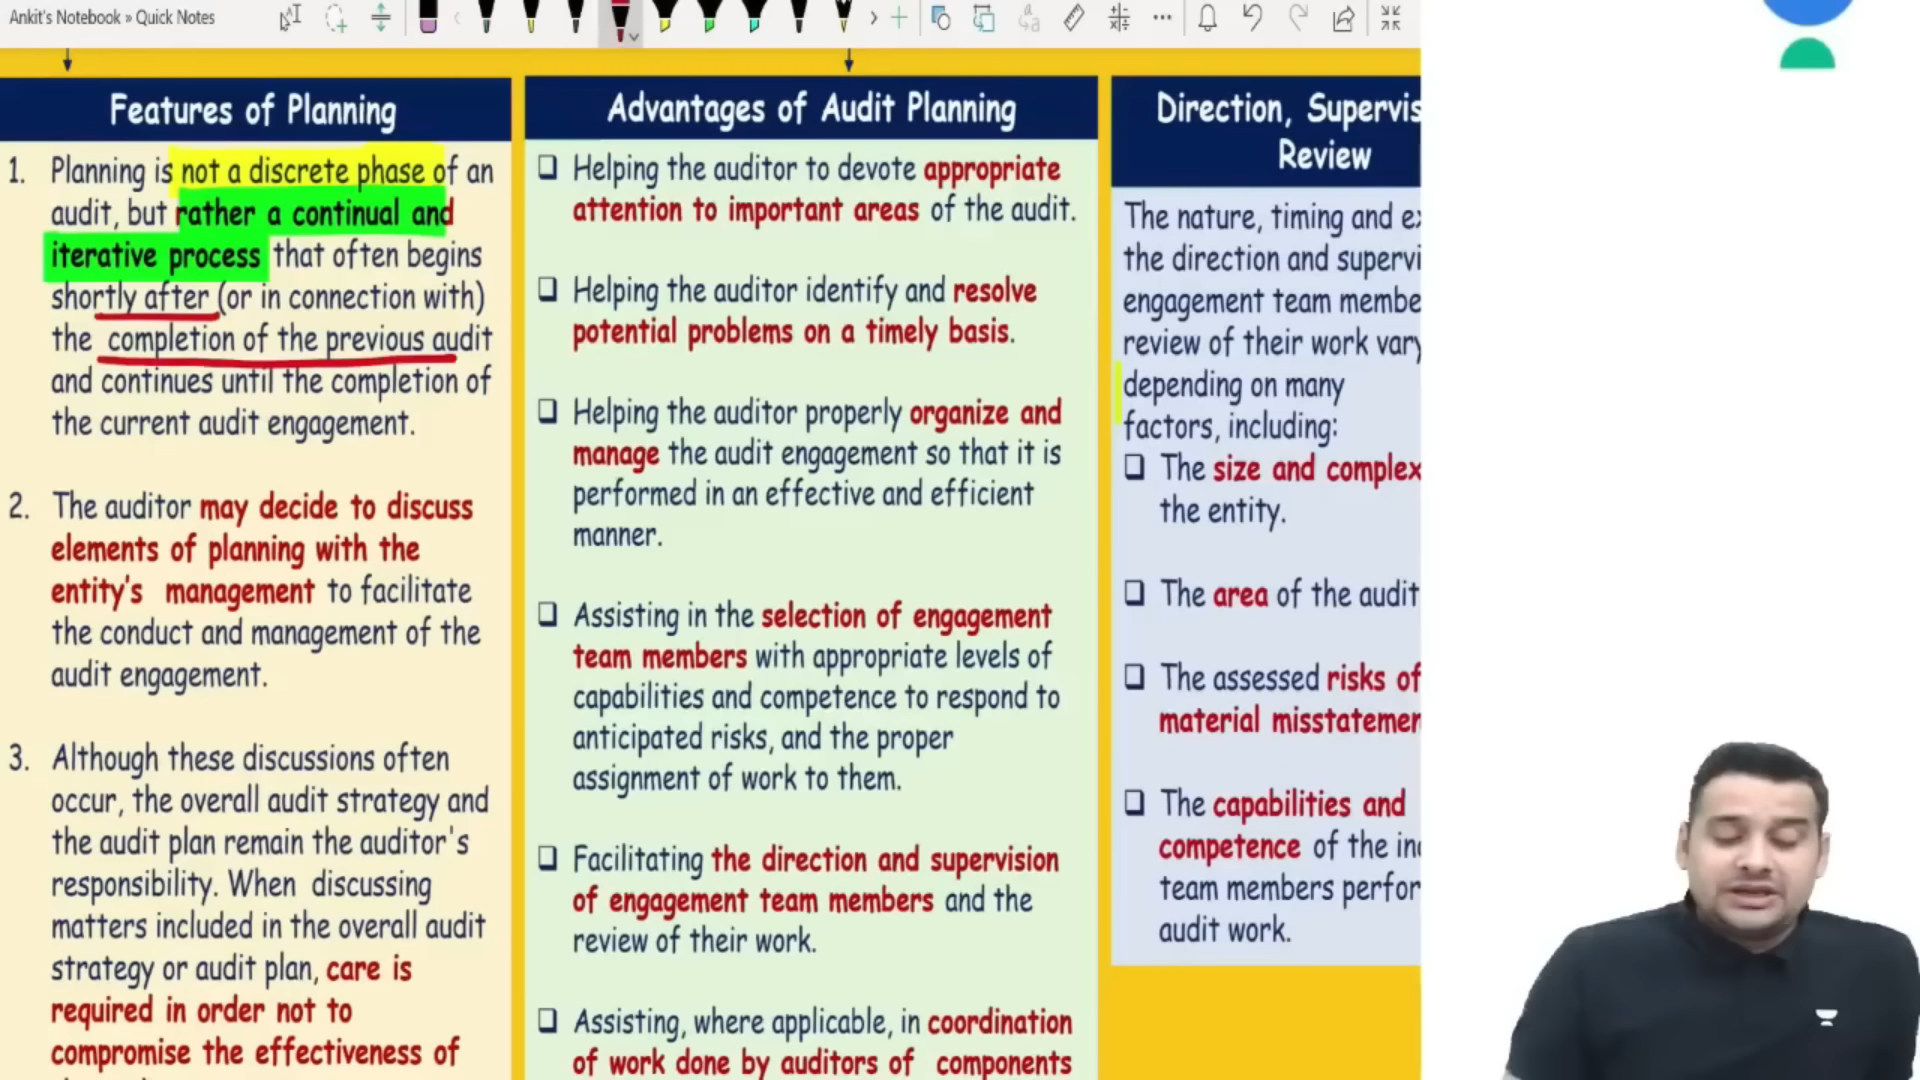 Ankit's Notebook » Quick Notes
Features of Planning
1. Planning is not a discrete phase of an
audit, but rather a continual and
iterative process that often begins
shortly after (or in connection with)
the completion of the previous audit
and continues until the completion of
the current audit engagement.
2. The auditor may decide to discuss
elements of planning with the
entity's management to facilitate
the conduct and management of the
audit engagement.
3. Although these discussions often
occur, the overall audit strategy and
the audit plan remain the auditor's
responsibility. When discussing
matters included in the overall audit
strategy or audit plan, care is
required in order not to
compromise the effectiveness of
Advantages of Audit Planning
Helping the auditor to devote appropriate
attention to important areas of the audit.
Helping the auditor identify and resolve
potential problems on a timely basis.
Helping the auditor properly organize and
manage the audit engagement so that it is
performed in an effective and efficient
manner.
Assisting in the selection of engagement
team members with appropriate levels of
capabilities and competence to respond to
anticipated risks, and the proper
assignment of work to them.
Facilitating the direction and supervision
of engagement team members and the
review of their work.
Assisting, where applicable, in coordination
of work done by auditors of components
Direction, Supervis
Review
The nature, timing and ex
the direction and supervi
engagement team membe
review of their work vary
depending on many
factors, including:
The size and complex
the entity.
The area of the audit
The assessed risks of
material misstatemen
The capabilities and
competence of the in
team members perfor
audit work.